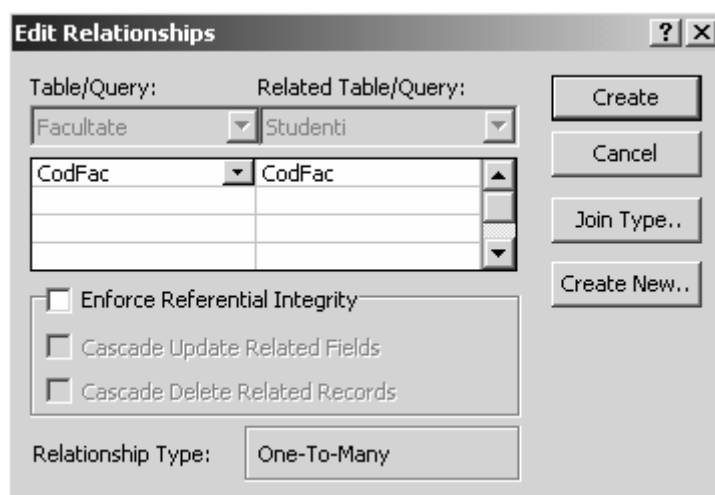 Edit Relationships
Table/Query: Related Table/Query:
Facultate Studenti
CodFac CodFac
Enforce Referential Integrity
Cascade Update Related Fields
Cascade Delete Related Records
Relationship Type: One-To-Many
Create
Cancel
Join Type..
Create New..